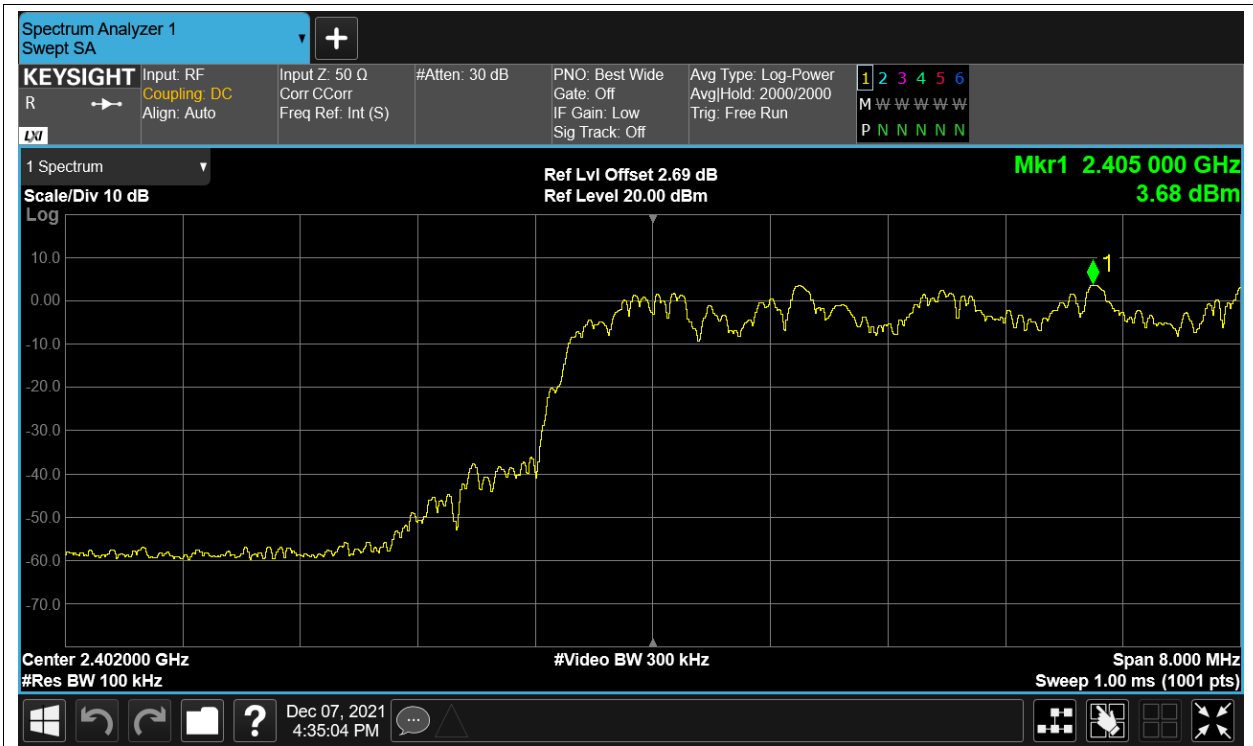 Spectrum Analyzer 1
Swept SA
KEYSIGHT
R
LXI
Input: RF
Coupling: DC
Align: Auto
Input Z: 50 Ω
Corr CCorr
Freq Ref: Int (S)
#Atten: 30 dB
PNO: Best Wide
Gate: Off
IF Gain: Low
Sig Track: Off
Avg Type: Log-Power
Avg|Hold: 2000/2000
Trig: Free Run
1 2 3 4 5 6
M W W W W W W
P N N N N N
1 Spectrum
Scale/Div 10 dB
Ref Lvl Offset 2.69 dB
Ref Level 20.00 dBm
Mkr1 2.405 000 GHz
3.68 dBm
Log
10.0
0.00
-10.0
-20.0
-30.0
-40.0
-50.0
-60.0
-70.0
1
Center 2.402000 GHz
#Video BW 300 kHz
Span 8.000 MHz
#Res BW 100 kHz
Sweep 1.00 ms (1001 pts)
?
Dec 07, 2021
4:35:04 PM